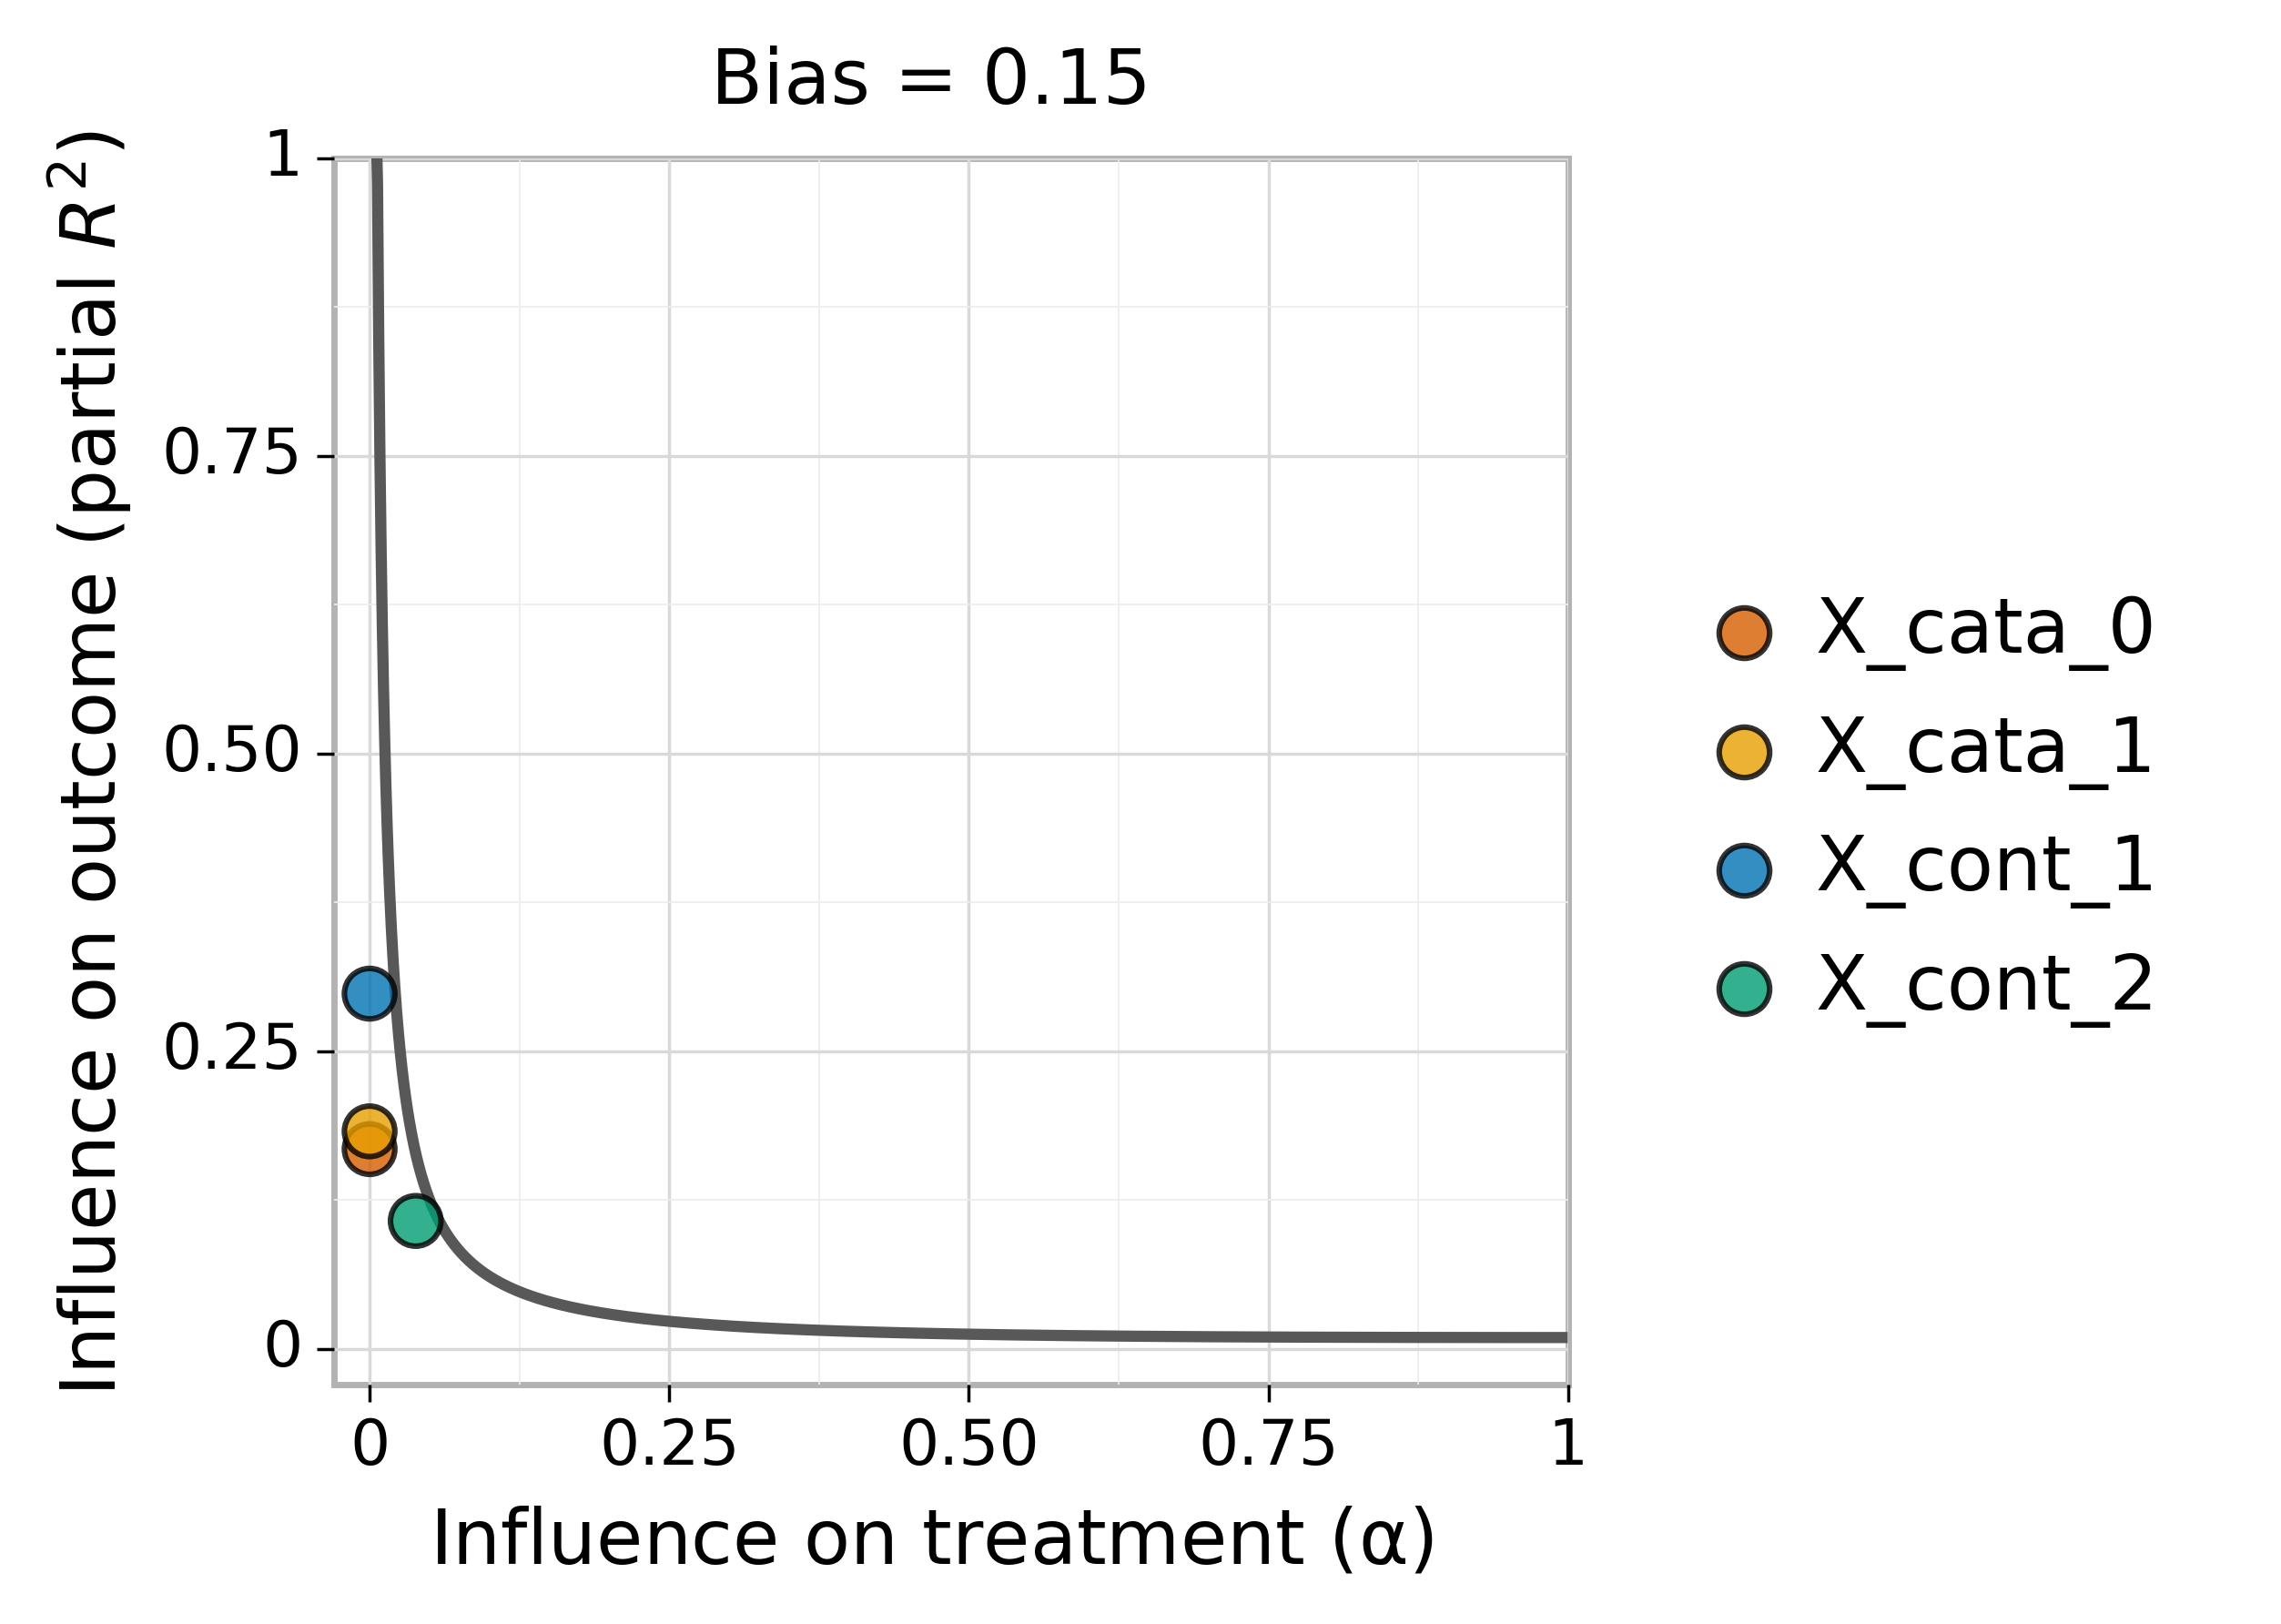 Bias = 0.15
Influence on outcome (partial R²)
1
0.75
0.50
0.25
0
0 0.25 0.50 0.75 1
Influence on treatment (α)
X_cata_0
X_cata_1
X_cont_1
X_cont_2